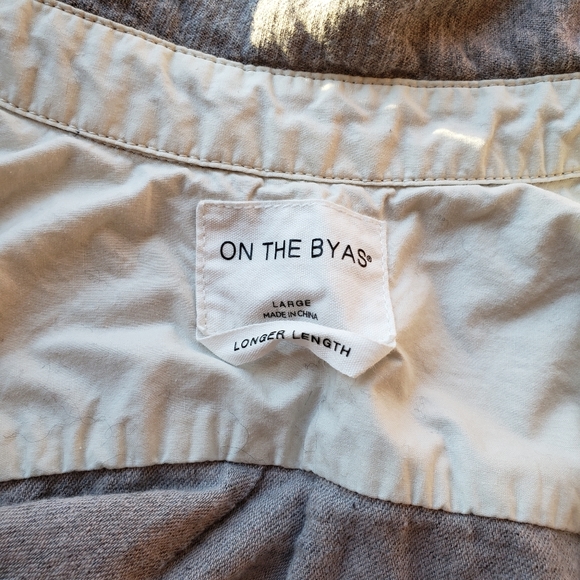 ON THE BYAS®
LARGE
MADE IN CHINA
LONGER LENGTH